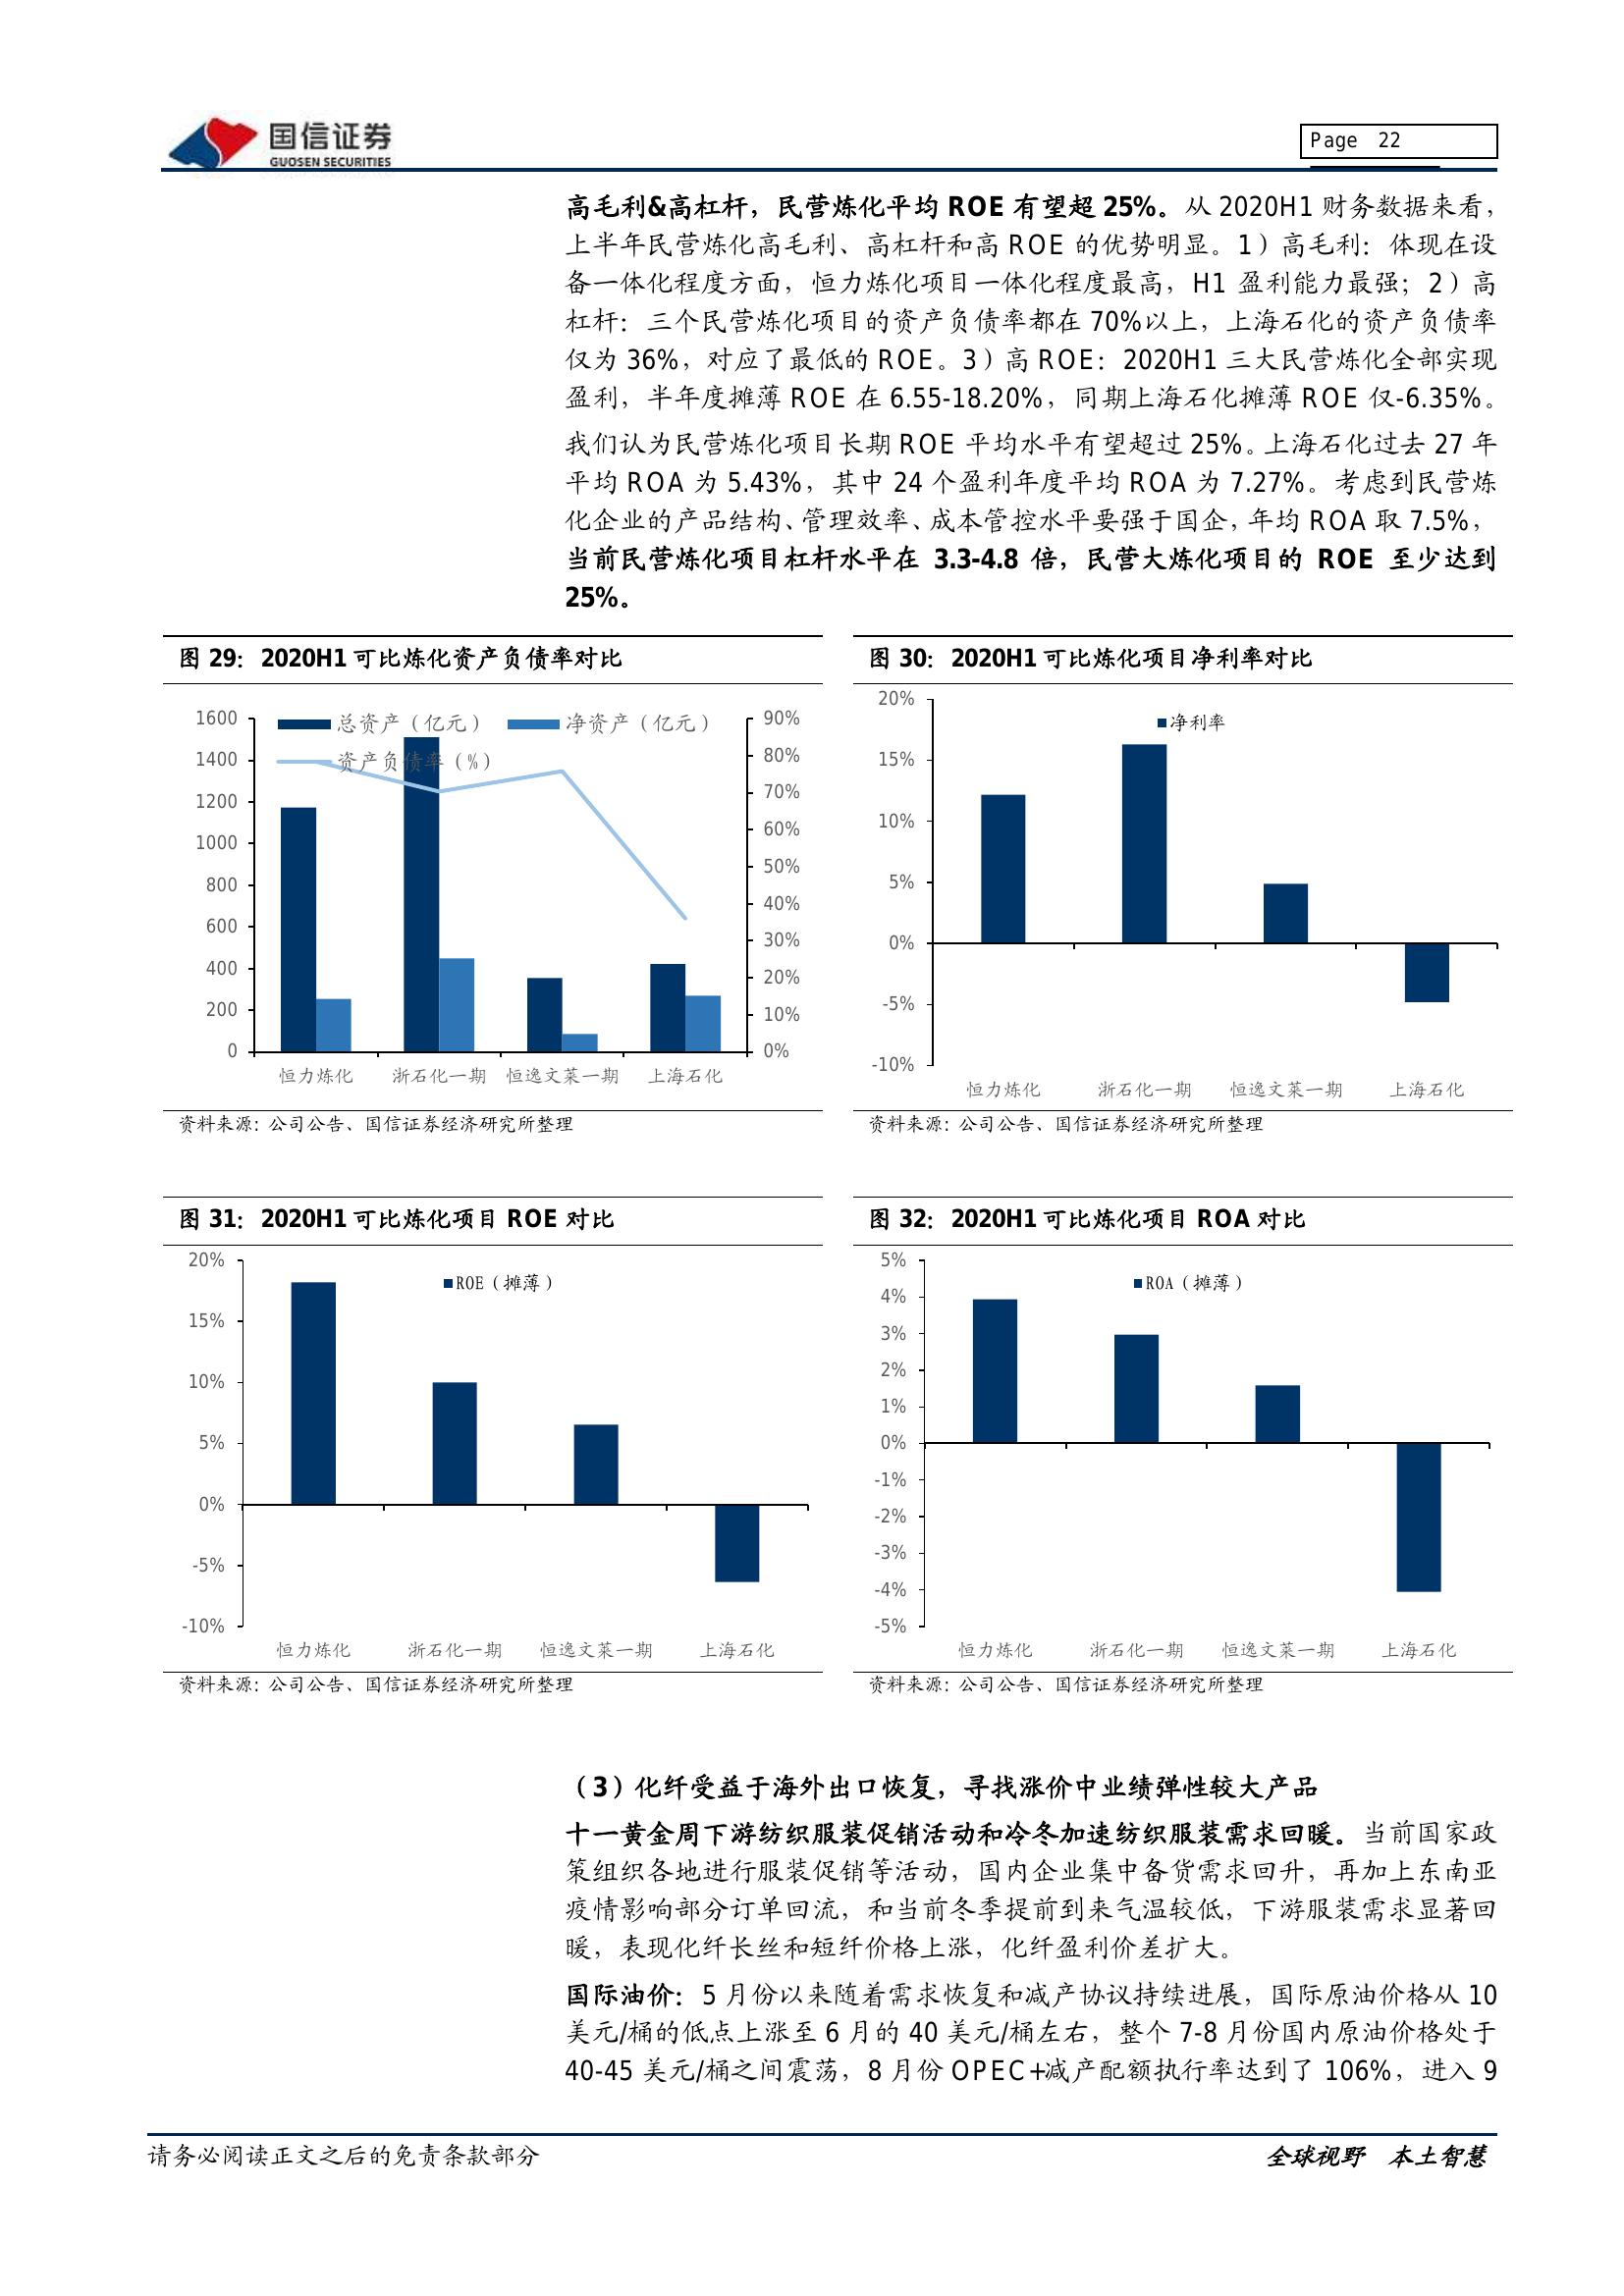 国信证券
GUOSEN SECURITIES
Page 22
高毛利&高杠杆，民营炼化平均 ROE 有望超 25%。从 2020H1 财务数据来看，
上半年民营炼化高毛利、高杠杆和高 ROE 的优势明显。1）高毛利：体现在设
备一体化程度方面，恒力炼化项目一体化程度最高，H1 盈利能力最强；2）高
杠杆：三个民营炼化项目的资产负债率都在 70%以上，上海石化的资产负债率
仅为 36%，对应了最低的 ROE。3）高 ROE：2020H1 三大民营炼化全部实现
盈利，半年度摊薄 ROE 在 6.55-18.20%，同期上海石化摊薄 ROE 仅-6.35%。
我们认为民营炼化项目长期 ROE 平均水平有望超过 25%。上海石化过去 27 年
平均 ROA 为 5.43%，其中 24 个盈利年度平均 ROA 为 7.27%。考虑到民营炼
化企业的产品结构、管理效率、成本管控水平要强于国企，年均 ROA 取 7.5%，
当前民营炼化项目杠杆水平在 3.3-4.8 倍，民营大炼化项目的 ROE 至少达到
25%。
图 29：2020H1 可比炼化资产负债率对比
1600
1400
1200
1000
800
600
400
200
0
总资产（亿元）
净资产（亿元）
资产负债率（%）
90%
80%
70%
60%
50%
40%
30%
20%
10%
0%
恒力炼化 浙石化一期 恒逸文莱一期 上海石化
资料来源：公司公告、国信证券经济研究所整理
图 30：2020H1 可比炼化项目净利率对比
20%
15%
10%
5%
0%
-5%
-10%
净利率
恒力炼化 浙石化一期 恒逸文莱一期 上海石化
资料来源：公司公告、国信证券经济研究所整理
图 31：2020H1 可比炼化项目 ROE 对比
20%
15%
10%
5%
0%
-5%
-10%
ROE（摊薄）
恒力炼化 浙石化一期 恒逸文莱一期 上海石化
资料来源：公司公告、国信证券经济研究所整理
图 32：2020H1 可比炼化项目 ROA 对比
5%
4%
3%
2%
1%
0%
-1%
-2%
-3%
-4%
-5%
ROA（摊薄）
恒力炼化 浙石化一期 恒逸文莱一期 上海石化
资料来源：公司公告、国信证券经济研究所整理
（3）化纤受益于海外出口恢复，寻找涨价中业绩弹性较大产品
十一黄金周下游纺织服装促销活动和冷冬加速纺织服装需求回暖。当前国家政
策组织各地进行服装促销等活动，国内企业集中备货需求回升，再加上东南亚
疫情影响部分订单回流，和当前冬季提前到来气温较低，下游服装需求显著回
暖，表现化纤长丝和短纤价格上涨，化纤盈利价差扩大。
国际油价：5 月份以来随着需求恢复和减产协议持续进展，国际原油价格从 10
美元/桶的低点上涨至 6 月的 40 美元/桶左右，整个 7-8 月份国内原油价格处于
40-45 美元/桶之间震荡，8 月份 OPEC+减产配额执行率达到了 106%，进入 9
请务必阅读正文之后的免责条款部分
全球视野 本土智慧